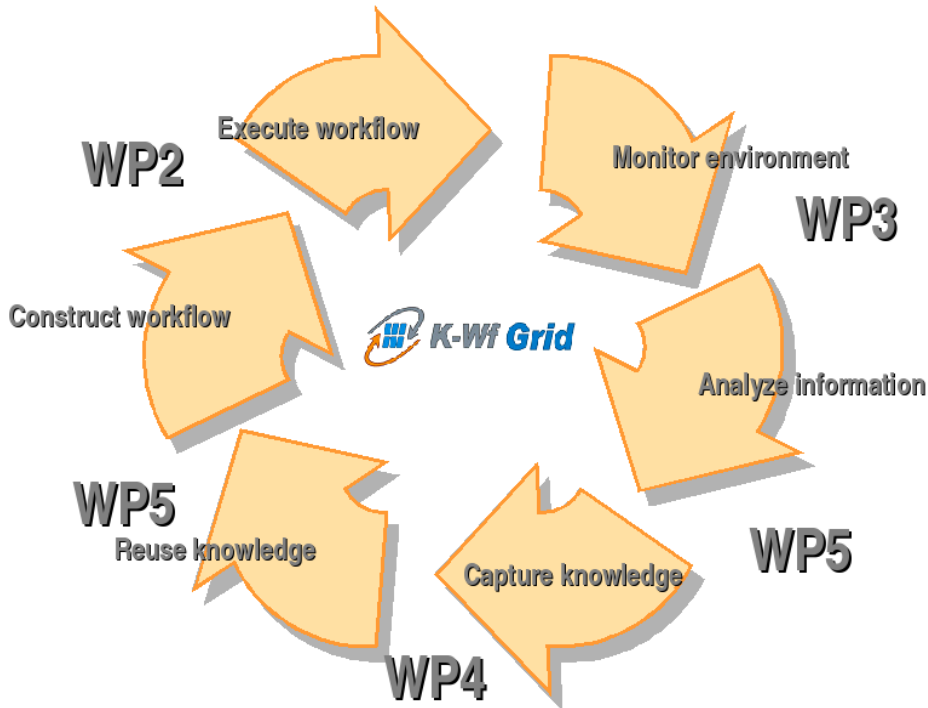 Execute workflow
Monitor environment
WP2
WP3
Construct workflow
K-Wf Grid
Analyze information
WP5
WP5
Reuse knowledge
Capture knowledge
WP4